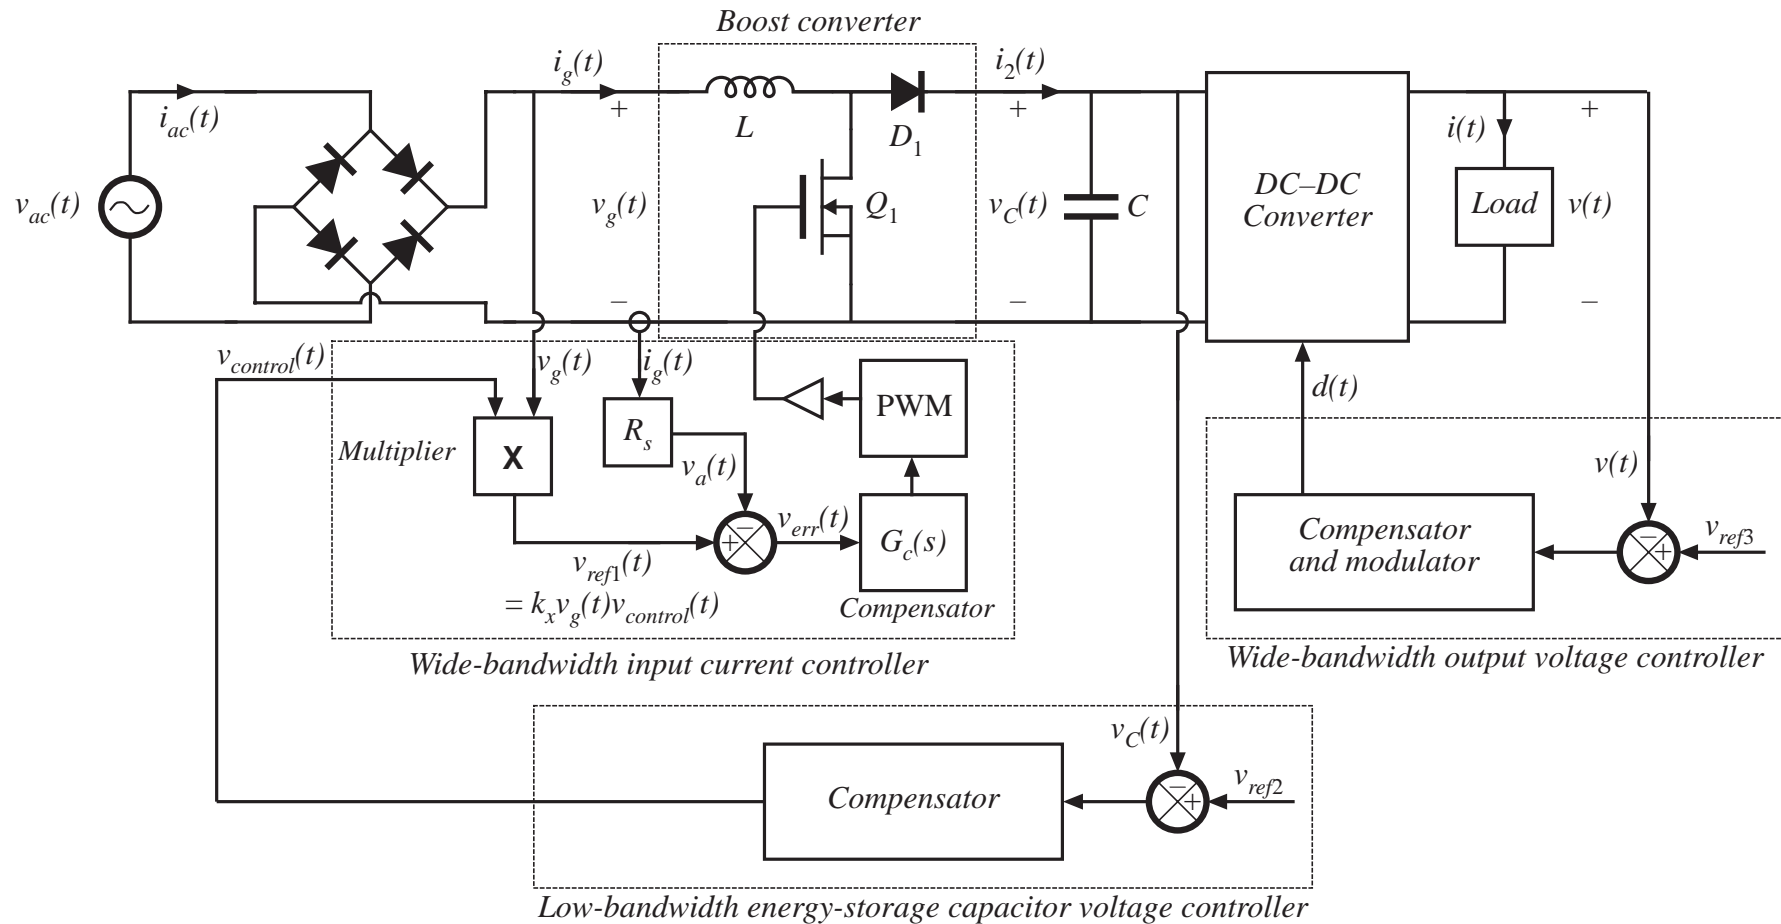 Boost converter
i_g(t)
i_2(t)
i_ac(t)
+
L
D_1
+
i(t)
+
v_ac(t)
v_g(t)
Q_1
v_C(t)
C
DC–DC
Converter
Load
v(t)
–
–
–
v_control(t)
v_g(t)
i_g(t)
d(t)
Multiplier
X
R_s
PWM
v_a(t)
v(t)
–
+
v_err(t)
G_c(s)
v_ref1(t)
= k_x v_g(t)v_control(t)
Compensator
Compensator
and modulator
–
+
v_ref3
Wide-bandwidth input current controller
Wide-bandwidth output voltage controller
v_C(t)
Compensator
–
+
v_ref2
Low-bandwidth energy-storage capacitor voltage controller